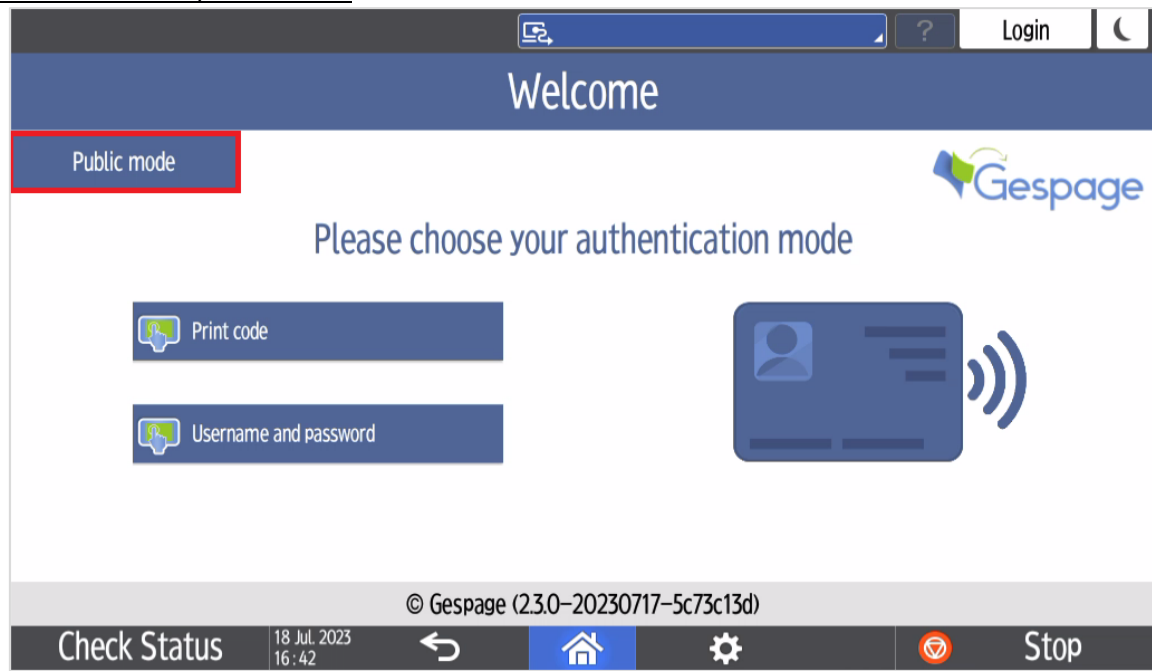 ? Login
Welcome
Public mode
Gespage
Please choose your authentication mode
Print code
Username and password
© Gespage (2.3.0-20230717-5c73c13d)
Check Status 18 Jul. 2023 Stop
16:42